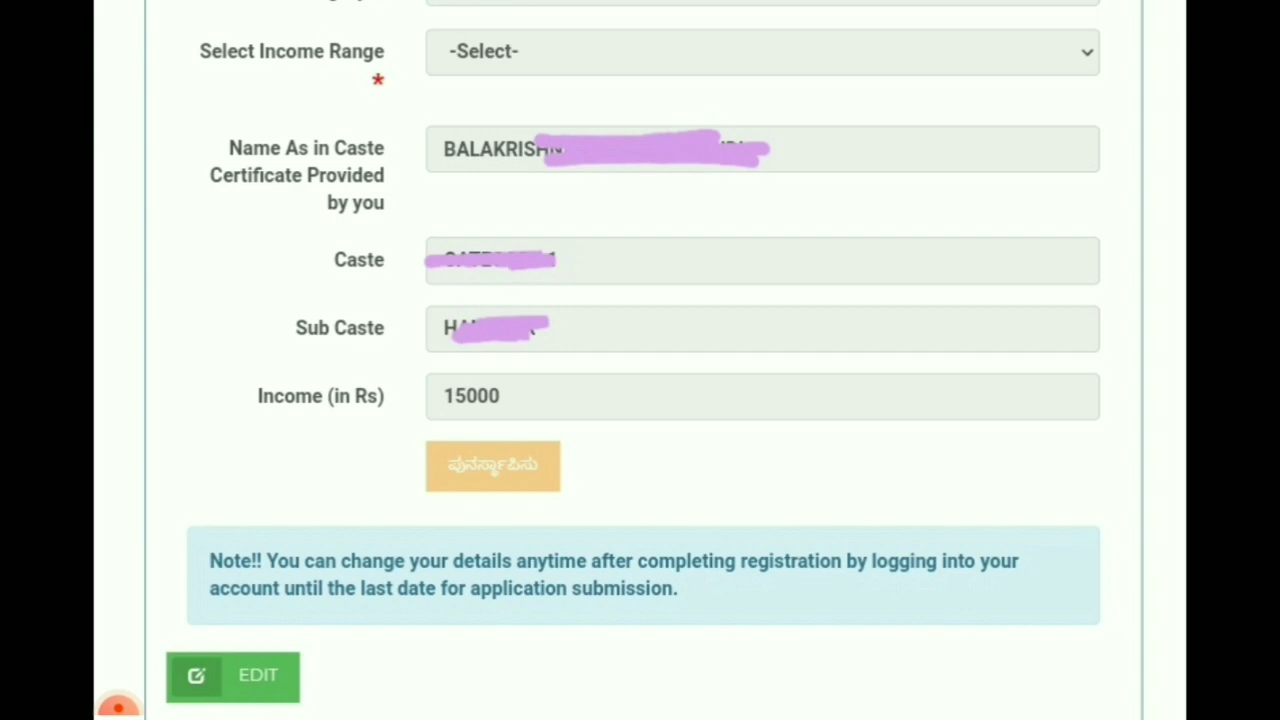 Select Income Range
*
-Select-
Name As in Caste
Certificate Provided
by you
Caste
Sub Caste
Income (in Rs)
15000
ಪುನರ್ಸ್ಥಾಪಿಸು
Note!! You can change your details anytime after completing registration by logging into your
account until the last date for application submission.
EDIT